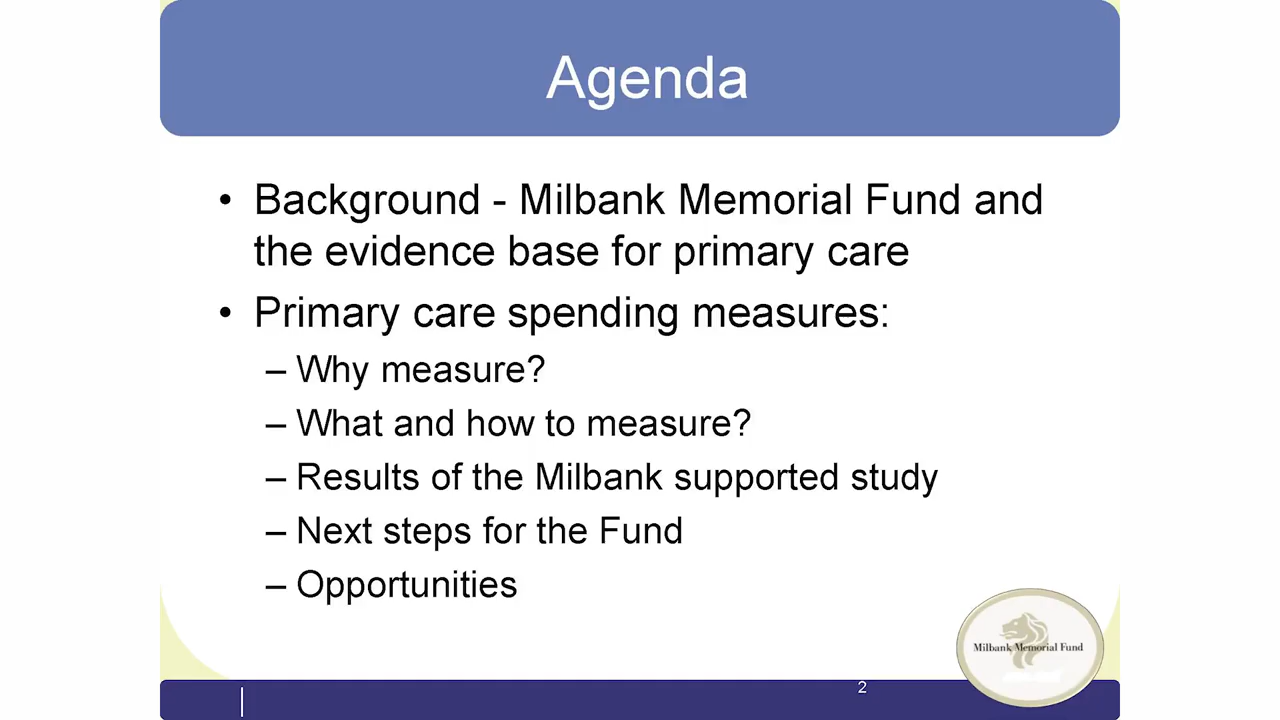 Agenda
• Background - Milbank Memorial Fund and
the evidence base for primary care
• Primary care spending measures:
– Why measure?
– What and how to measure?
– Results of the Milbank supported study
– Next steps for the Fund
– Opportunities
Milbank Memorial Fund
2